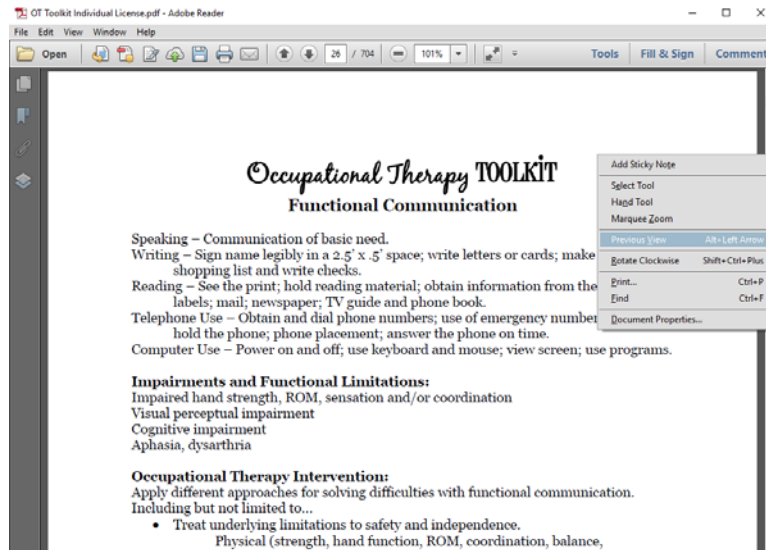 OT Toolkit Individual License.pdf - Adobe Reader
File Edit View Window Help
Open 26 / 704 101% Tools Fill & Sign Comment
Occupational Therapy TOOLKiT
Functional Communication
Speaking – Communication of basic need.
Writing – Sign name legibly in a 2.5' x .5' space; write letters or cards; make
shopping list and write checks.
Reading – See the print; hold reading material; obtain information from the
labels; mail; newspaper; TV guide and phone book.
Telephone Use – Obtain and dial phone numbers; use of emergency number
hold the phone; phone placement; answer the phone on time.
Computer Use – Power on and off; use keyboard and mouse; view screen; use programs.
Impairments and Functional Limitations:
Impaired hand strength, ROM, sensation and/or coordination
Visual perceptual impairment
Cognitive impairment
Aphasia, dysarthria
Occupational Therapy Intervention:
Apply different approaches for solving difficulties with functional communication.
Including but not limited to...
• Treat underlying limitations to safety and independence.
Physical (strength, hand function, ROM, coordination, balance,
Add Sticky Note
Select Tool
Hand Tool
Marquee Zoom
Previous View Alt+Left Arrow
Rotate Clockwise Shift+Ctrl+Plus
Print... Ctrl+P
Find Ctrl+F
Document Properties...